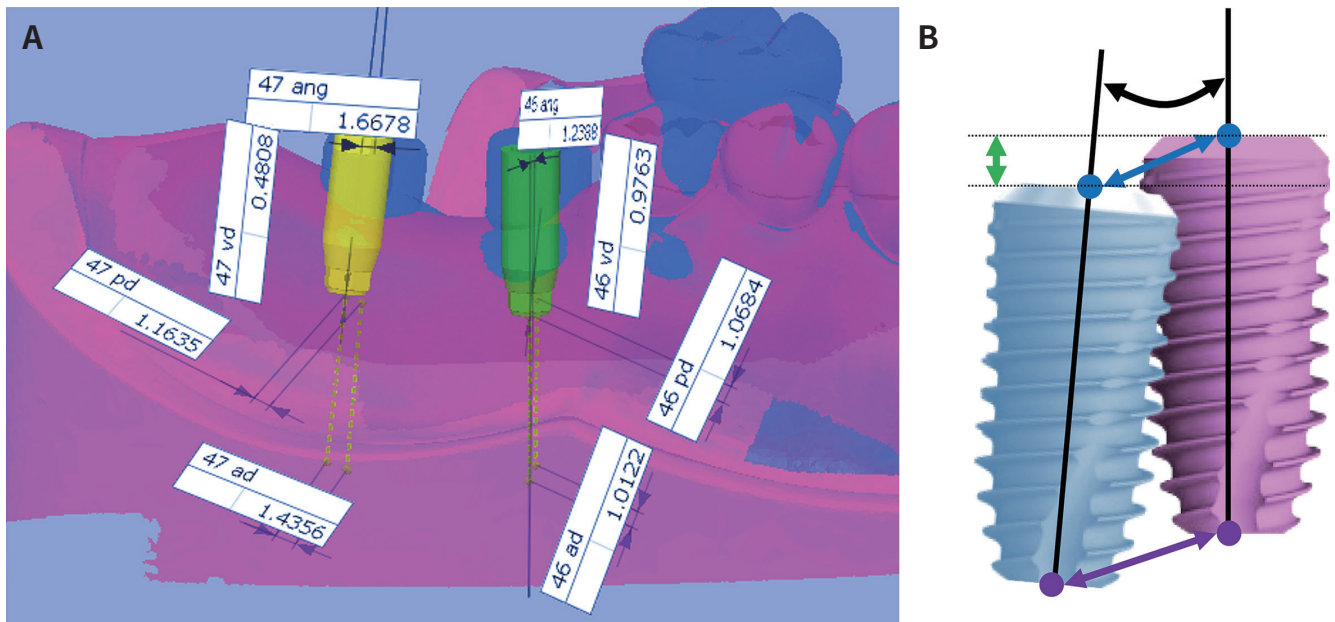 A
47 ang
1.6678
46 ang
1.2388
47 vd
0.4808
46 vd
0.9763
47 pd
1.1635
46 pd
1.0684
47 ad
1.4356
46 ad
1.0122
B